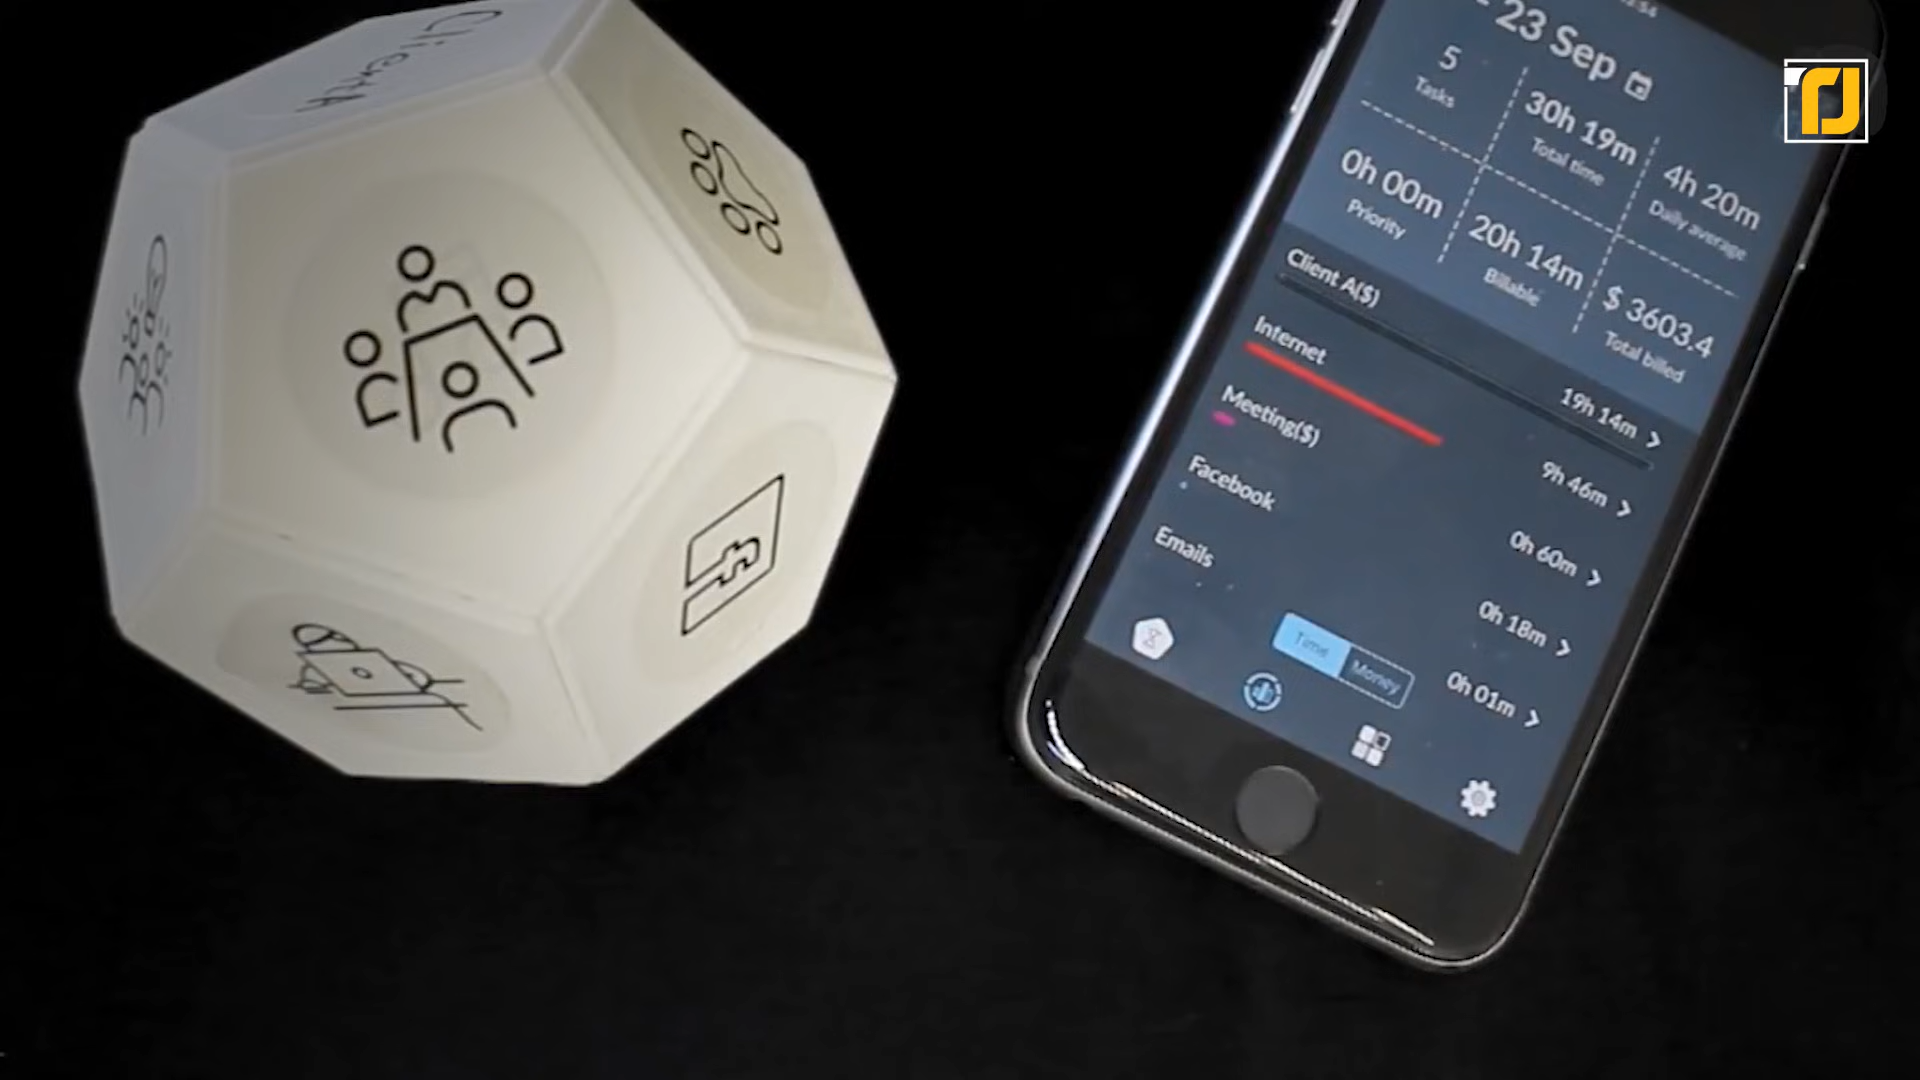 Client A
- 23 Sep
5
Tasks
30h 19m
Total time
4h 20m
Daily average
0h 00m
Priority
20h 14m
Billable
$ 3603.4
Total billed
Client A($)
19h 14m
Internet
9h 46m
Meeting($)
0h 60m
Facebook
0h 18m
Emails
0h 01m
Time
Money
rJ